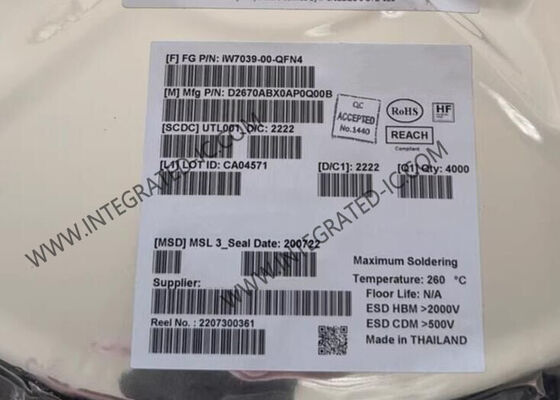 [F] FG P/N: iW7039-00-QFN4
[M] Mfg P/N: D2670ABX0AP0Q00B
[SCDC] UTL001_D/C: 2222
QC
ACCEPTED
No.1440
RoHS
HF
REACH
Compliant
[L1] LOT ID: CA04571
[D/C1]: 2222
[Q1] Qty: 4000
[MSD] MSL 3_Seal Date: 200722
Supplier:
Reel No. : 2207300361
Maximum Soldering
Temperature: 260 °C
Floor Life: N/A
ESD HBM >2000V
ESD CDM >500V
Made in THAILAND
WWW.INTEGRATED-IC.COM
WWW.INTEGRATED-IC.COM